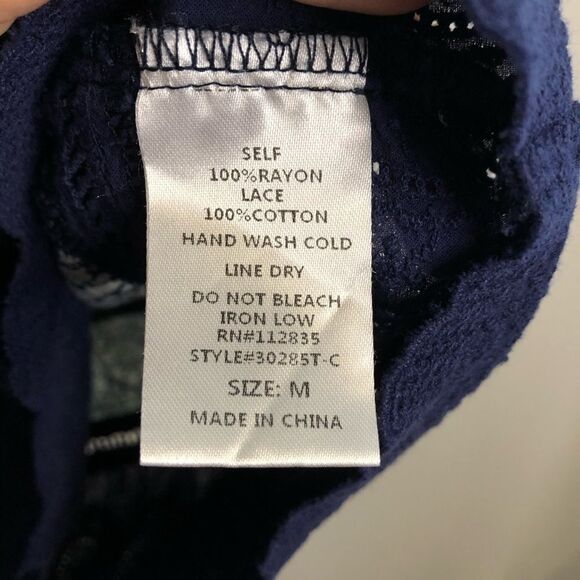 SELF
100%RAYON
LACE
100%COTTON
HAND WASH COLD
LINE DRY
DO NOT BLEACH
IRON LOW
RN#112835
STYLE#30285T-C
SIZE: M
MADE IN CHINA